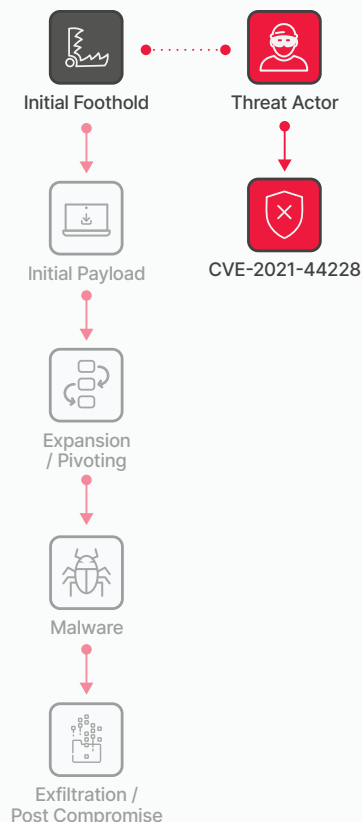 Initial Foothold
Threat Actor
Initial Payload
CVE-2021-44228
Expansion
/ Pivoting
Malware
Exfiltration /
Post Compromise